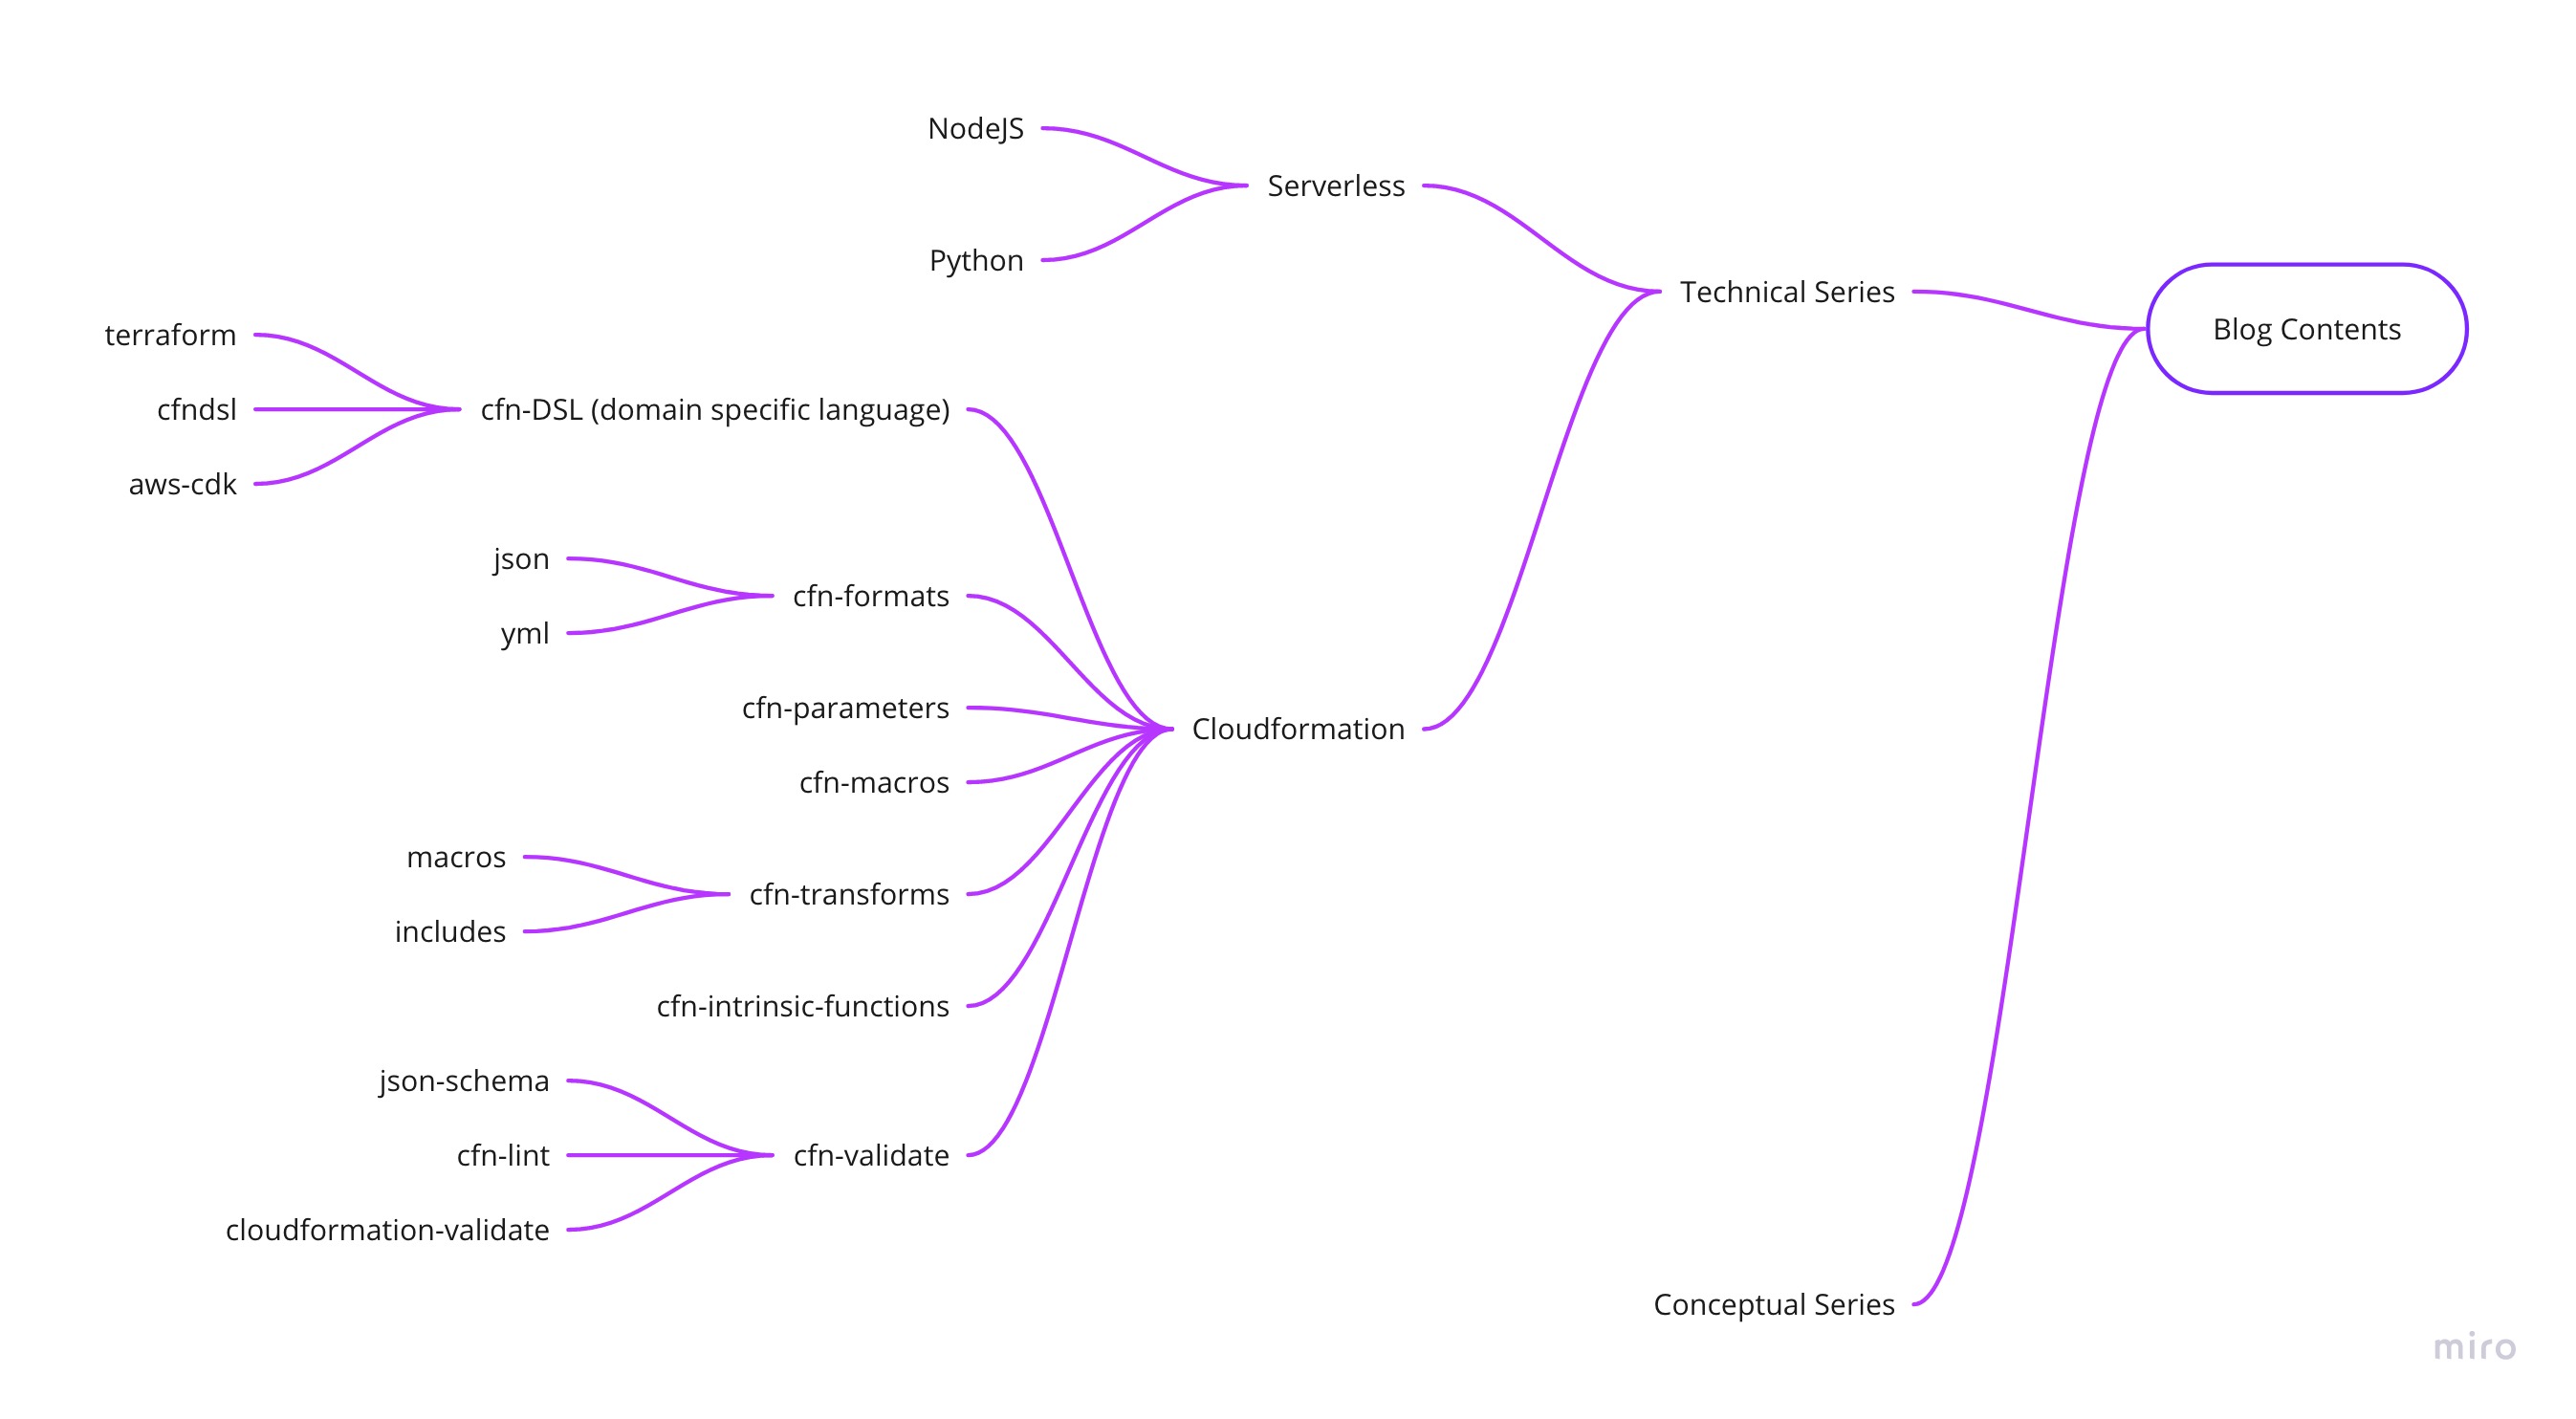 NodeJS
Serverless
Python
Technical Series
Blog Contents
terraform
cfndsl
cfn-DSL (domain specific language)
aws-cdk
json
cfn-formats
yml
cfn-parameters
Cloudformation
cfn-macros
macros
cfn-transforms
includes
cfn-intrinsic-functions
json-schema
cfn-lint
cfn-validate
cloudformation-validate
Conceptual Series
miro